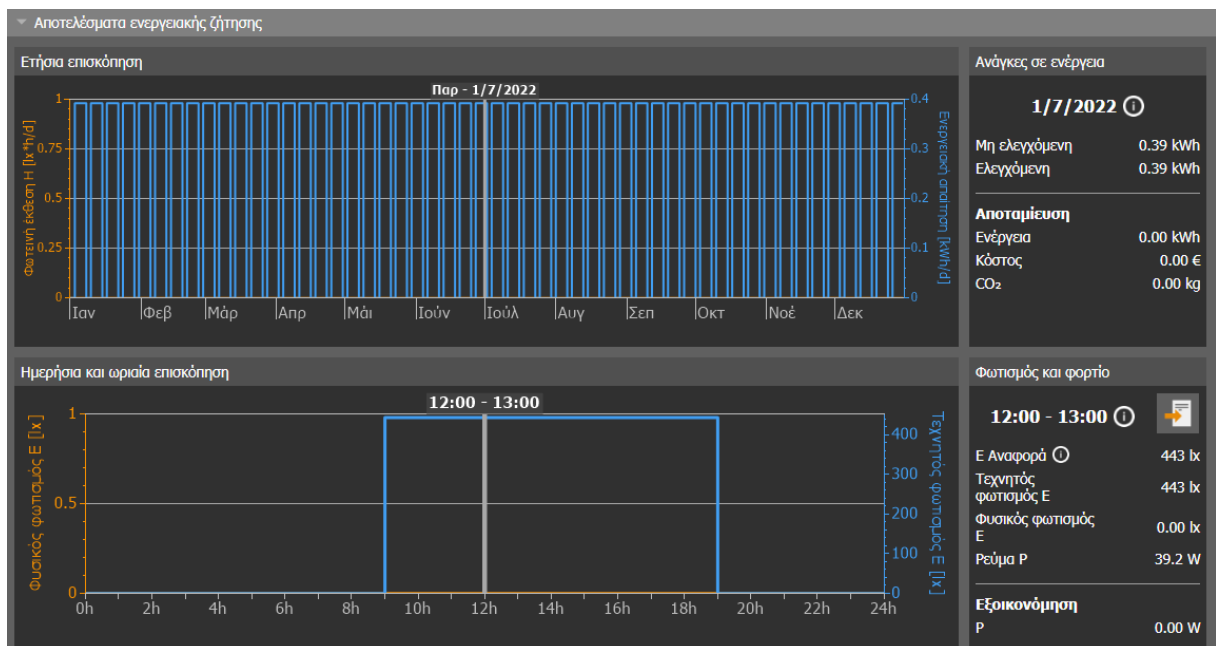 Αποτελέσματα ενεργειακής ζήτησης
Ετήσια επισκόπηση
Παρ - 1/7/2022
Φωτεινή έκθεση H [lx*h/d]
1
0.75
0.5
0.25
0
0.4
0.3
0.2
0.1
0
Ενεργειακή απαίτηση [kWh/d]
Ιαν Φεβ Μάρ Απρ Μάι Ιούν Ιούλ Αυγ Σεπ Οκτ Νοέ Δεκ
Ανάγκες σε ενέργεια
1/7/2022
Μη ελεγχόμενη 0.39 kWh
Ελεγχόμενη 0.39 kWh
Αποταμίευση
Ενέργεια 0.00 kWh
Κόστος 0.00 €
CO₂ 0.00 kg
Ημερήσια και ωριαία επισκόπηση
12:00 - 13:00
Φυσικός φωτισμός E [lx]
1
0.5
0
400
300
200
100
0
Τεχνητός φωτισμός E [lx]
0h 2h 4h 6h 8h 10h 12h 14h 16h 18h 20h 22h 24h
Φωτισμός και φορτίο
12:00 - 13:00
E Αναφορά 443 lx
Τεχνητός
φωτισμός E 443 lx
Φυσικός φωτισμός
E 0.00 lx
Ρεύμα P 39.2 W
Εξοικονόμηση
P 0.00 W